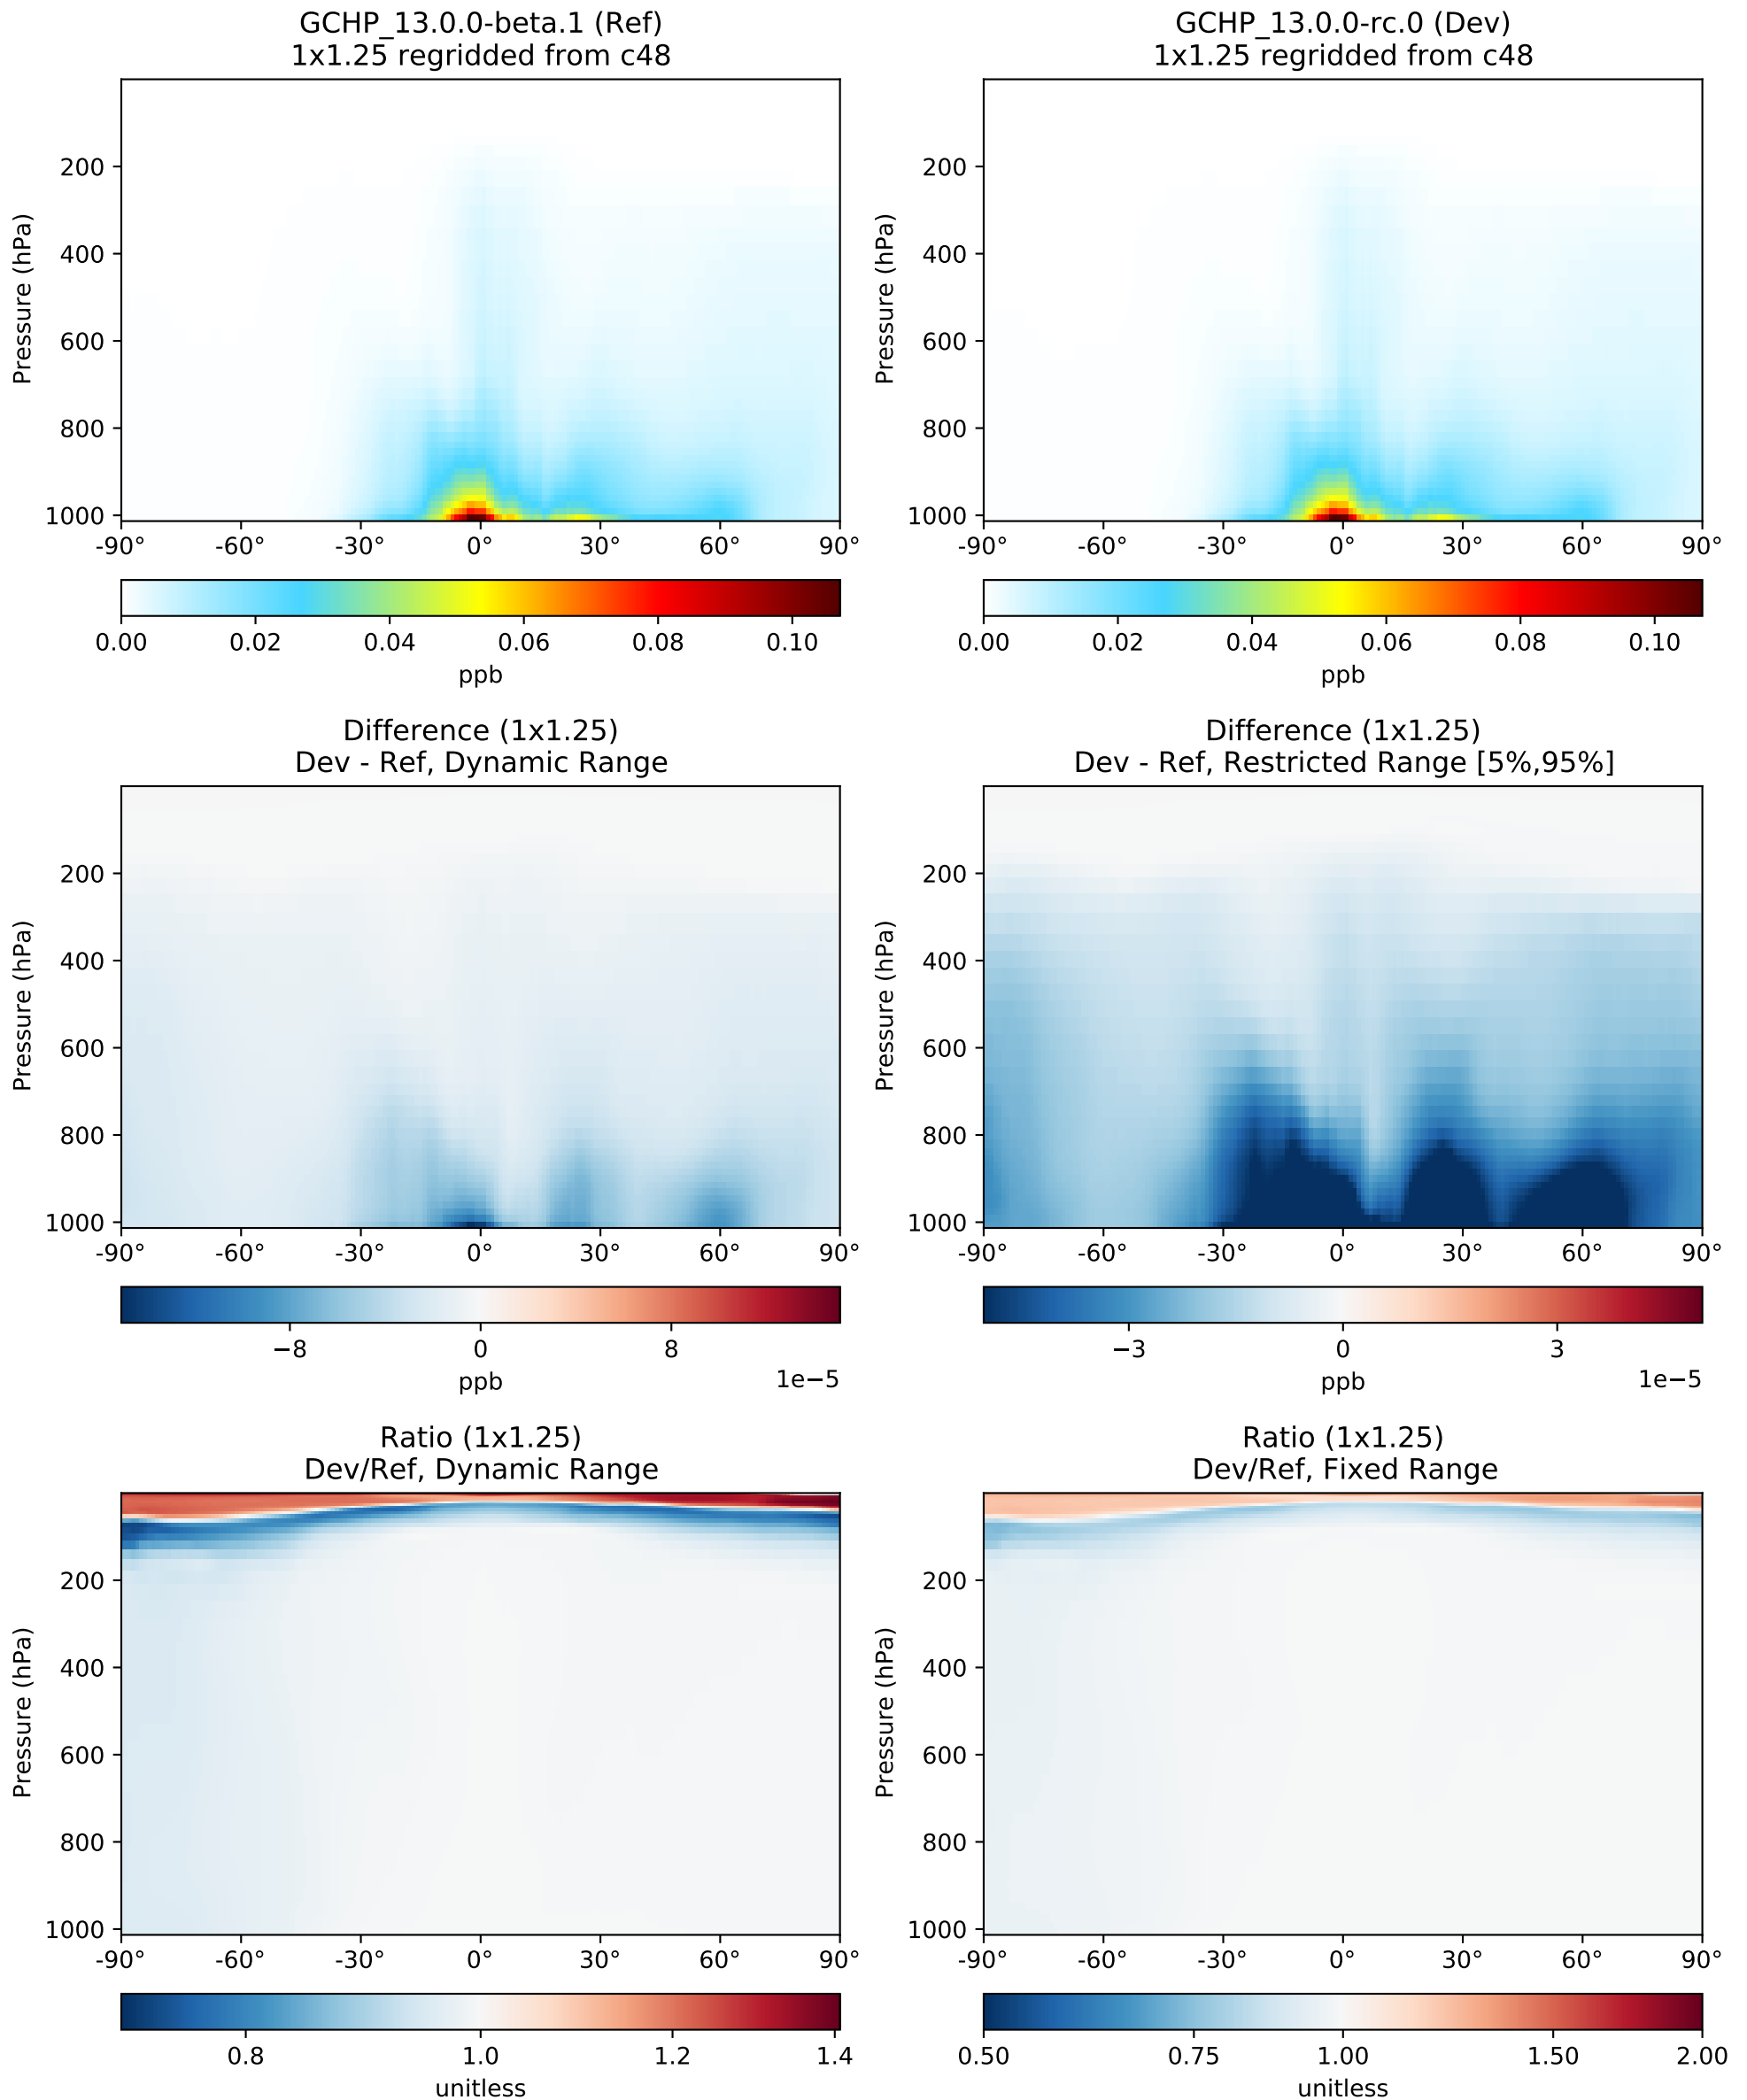 GCHP_13.0.0-beta.1 (Ref)
1x1.25 regridded from c48
Pressure (hPa)
200
400
600
800
1000
-90° -60° -30° 0° 30° 60° 90°
0.00 0.02 0.04 0.06 0.08 0.10
ppb
GCHP_13.0.0-rc.0 (Dev)
1x1.25 regridded from c48
Pressure (hPa)
200
400
600
800
1000
-90° -60° -30° 0° 30° 60° 90°
0.00 0.02 0.04 0.06 0.08 0.10
ppb
Difference (1x1.25)
Dev - Ref, Dynamic Range
Pressure (hPa)
200
400
600
800
1000
-90° -60° -30° 0° 30° 60° 90°
−8 0 8
ppb 1e−5
Difference (1x1.25)
Dev - Ref, Restricted Range [5%,95%]
Pressure (hPa)
200
400
600
800
1000
-90° -60° -30° 0° 30° 60° 90°
−3 0 3
ppb 1e−5
Ratio (1x1.25)
Dev/Ref, Dynamic Range
Pressure (hPa)
200
400
600
800
1000
-90° -60° -30° 0° 30° 60° 90°
0.8 1.0 1.2 1.4
unitless
Ratio (1x1.25)
Dev/Ref, Fixed Range
Pressure (hPa)
200
400
600
800
1000
-90° -60° -30° 0° 30° 60° 90°
0.50 0.75 1.00 1.50 2.00
unitless